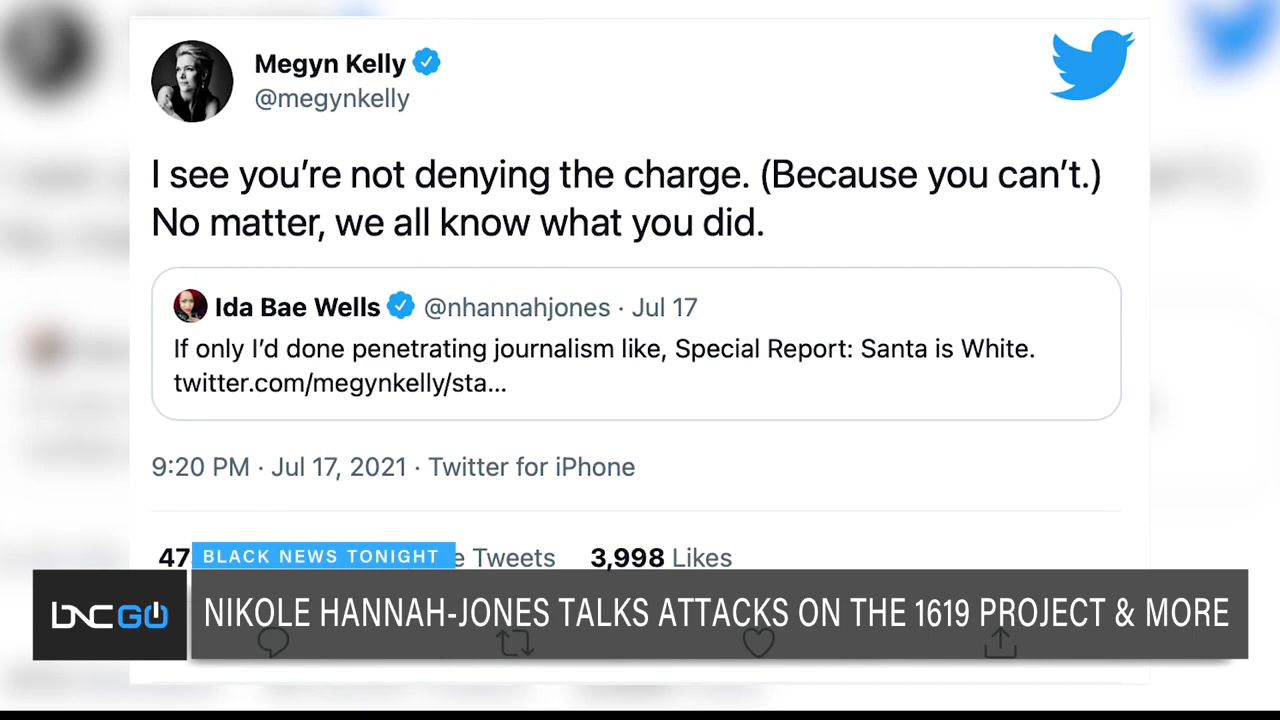 Megyn Kelly
@megynkelly
I see you're not denying the charge. (Because you can't.)
No matter, we all know what you did.
Ida Bae Wells @nhannahjones · Jul 17
If only I'd done penetrating journalism like, Special Report: Santa is White.
twitter.com/megynkelly/sta...
9:20 PM · Jul 17, 2021 · Twitter for iPhone
47 Tweets 3,998 Likes
BLACK NEWS TONIGHT
BNC GO
NIKOLE HANNAH-JONES TALKS ATTACKS ON THE 1619 PROJECT & MORE